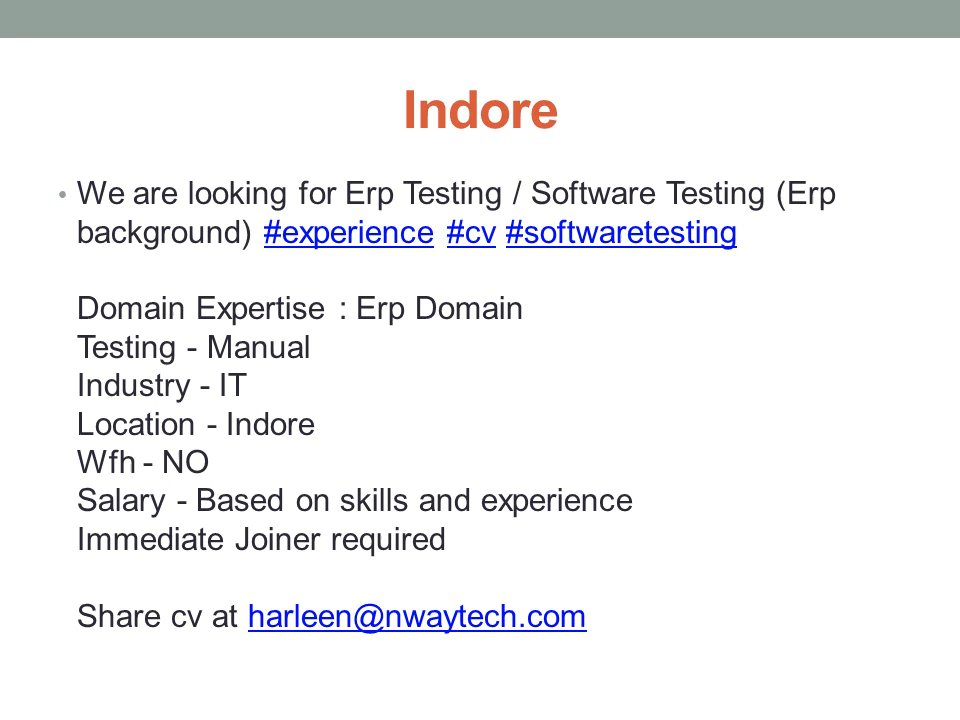 Indore
• We are looking for Erp Testing / Software Testing (Erp
background) #experience #cv #softwaretesting
Domain Expertise : Erp Domain
Testing - Manual
Industry - IT
Location - Indore
Wfh - NO
Salary - Based on skills and experience
Immediate Joiner required
Share cv at harleen@nwaytech.com